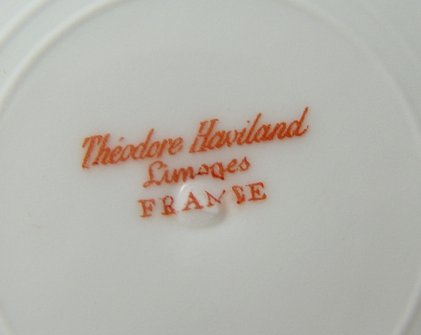 Théodore Haviland
Limoges
FRANCE